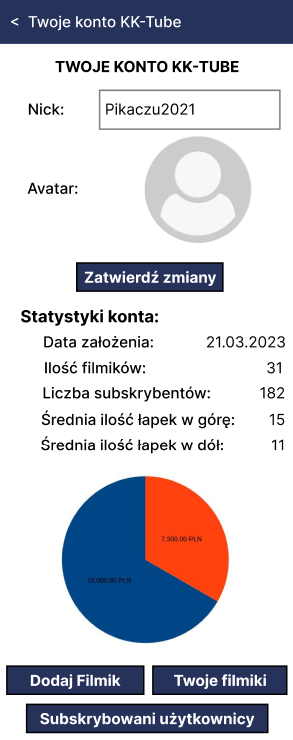 < Twoje konto KK-Tube
TWOJE KONTO KK-TUBE
Nick: Pikaczu2021
Avatar:
Zatwierdź zmiany
Statystyki konta:
Data założenia: 21.03.2023
Ilość filmików: 31
Liczba subskrybentów: 182
Średnia ilość łapek w górę: 15
Średnia ilość łapek w dół: 11
7,500.00 PLN
15,000.00 PLN
Dodaj Filmik Twoje filmiki
Subskrybowani użytkownicy